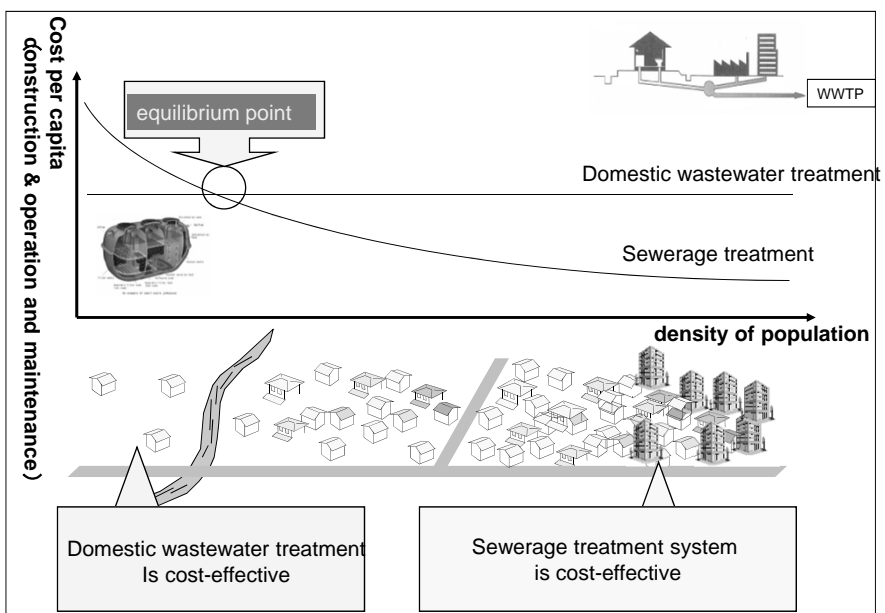 Cost per capita
(construction & operation and maintenance)
equilibrium point
WWTP
Domestic wastewater treatment
Sewerage treatment
density of population
Domestic wastewater treatment
Is cost-effective
Sewerage treatment system
is cost-effective